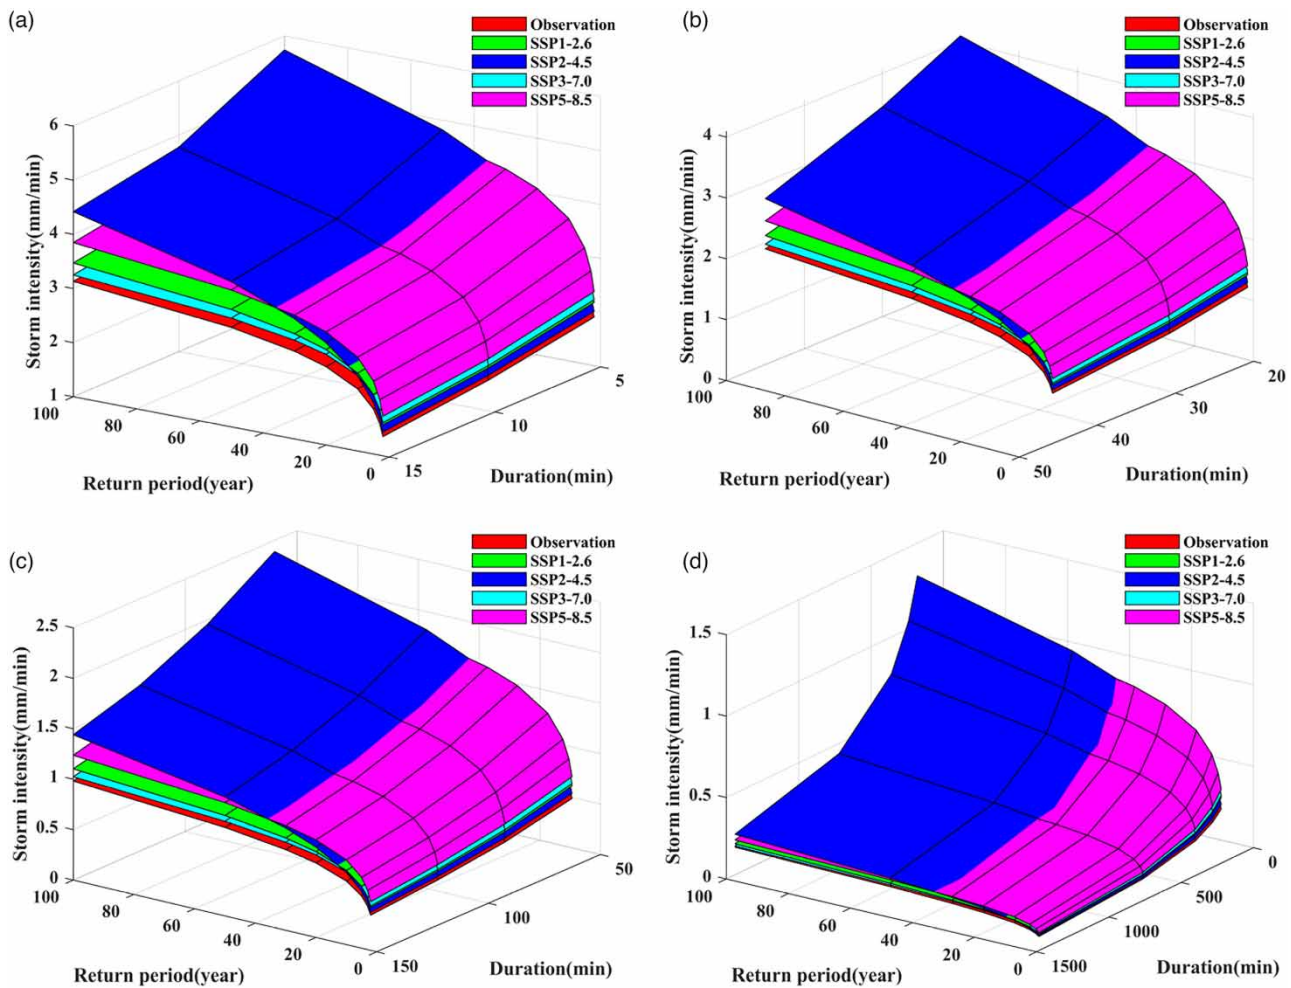 (a)
Observation
SSP1-2.6
SSP2-4.5
SSP3-7.0
SSP5-8.5
6
5
4
3
2
1
Storm intensity(mm/min)
100
80
60
40
20
0
Return period(year)
15
10
5
Duration(min)
(b)
Observation
SSP1-2.6
SSP2-4.5
SSP3-7.0
SSP5-8.5
4
3
2
1
0
Storm intensity(mm/min)
100
80
60
40
20
0
Return period(year)
50
40
30
20
Duration(min)
(c)
Observation
SSP1-2.6
SSP2-4.5
SSP3-7.0
SSP5-8.5
2.5
2
1.5
1
0.5
0
Storm intensity(mm/min)
100
80
60
40
20
0
Return period(year)
150
100
50
Duration(min)
(d)
Observation
SSP1-2.6
SSP2-4.5
SSP3-7.0
SSP5-8.5
1.5
1
0.5
0
Storm intensity(mm/min)
100
80
60
40
20
0
Return period(year)
1500
1000
500
0
Duration(min)